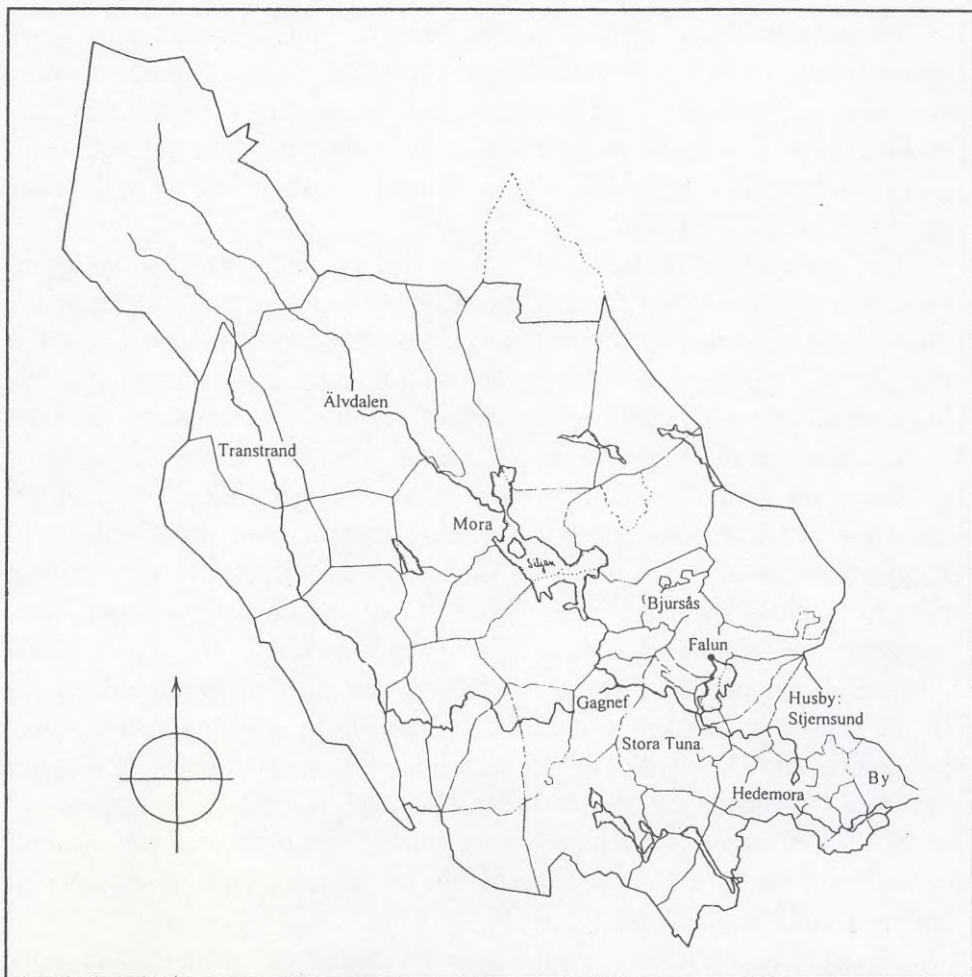 Älvdalen
Transtrand
Mora
Siljan
Bjursås
Falun
Gagnef
Husby:
Stjernsund
Stora Tuna
By
Hedemora